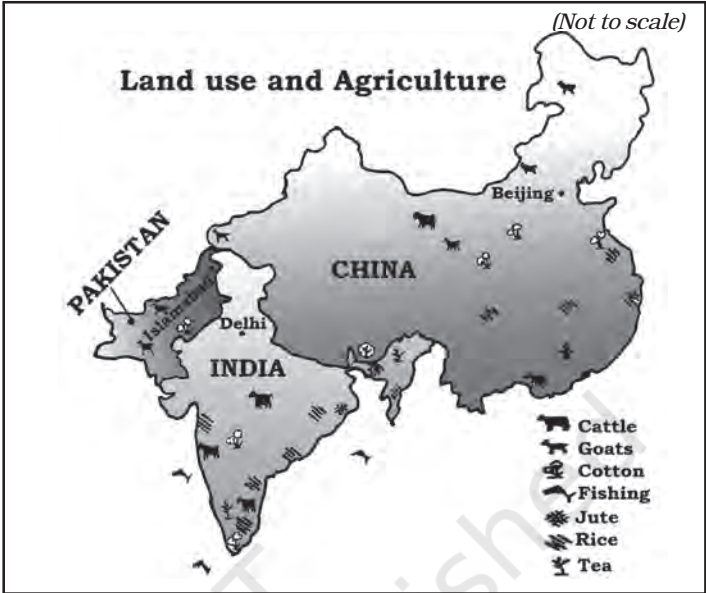 (Not to scale)
Land use and Agriculture
Beijing
PAKISTAN
CHINA
Islamabad
Delhi
INDIA
Cattle
Goats
Cotton
Fishing
Jute
Rice
Tea